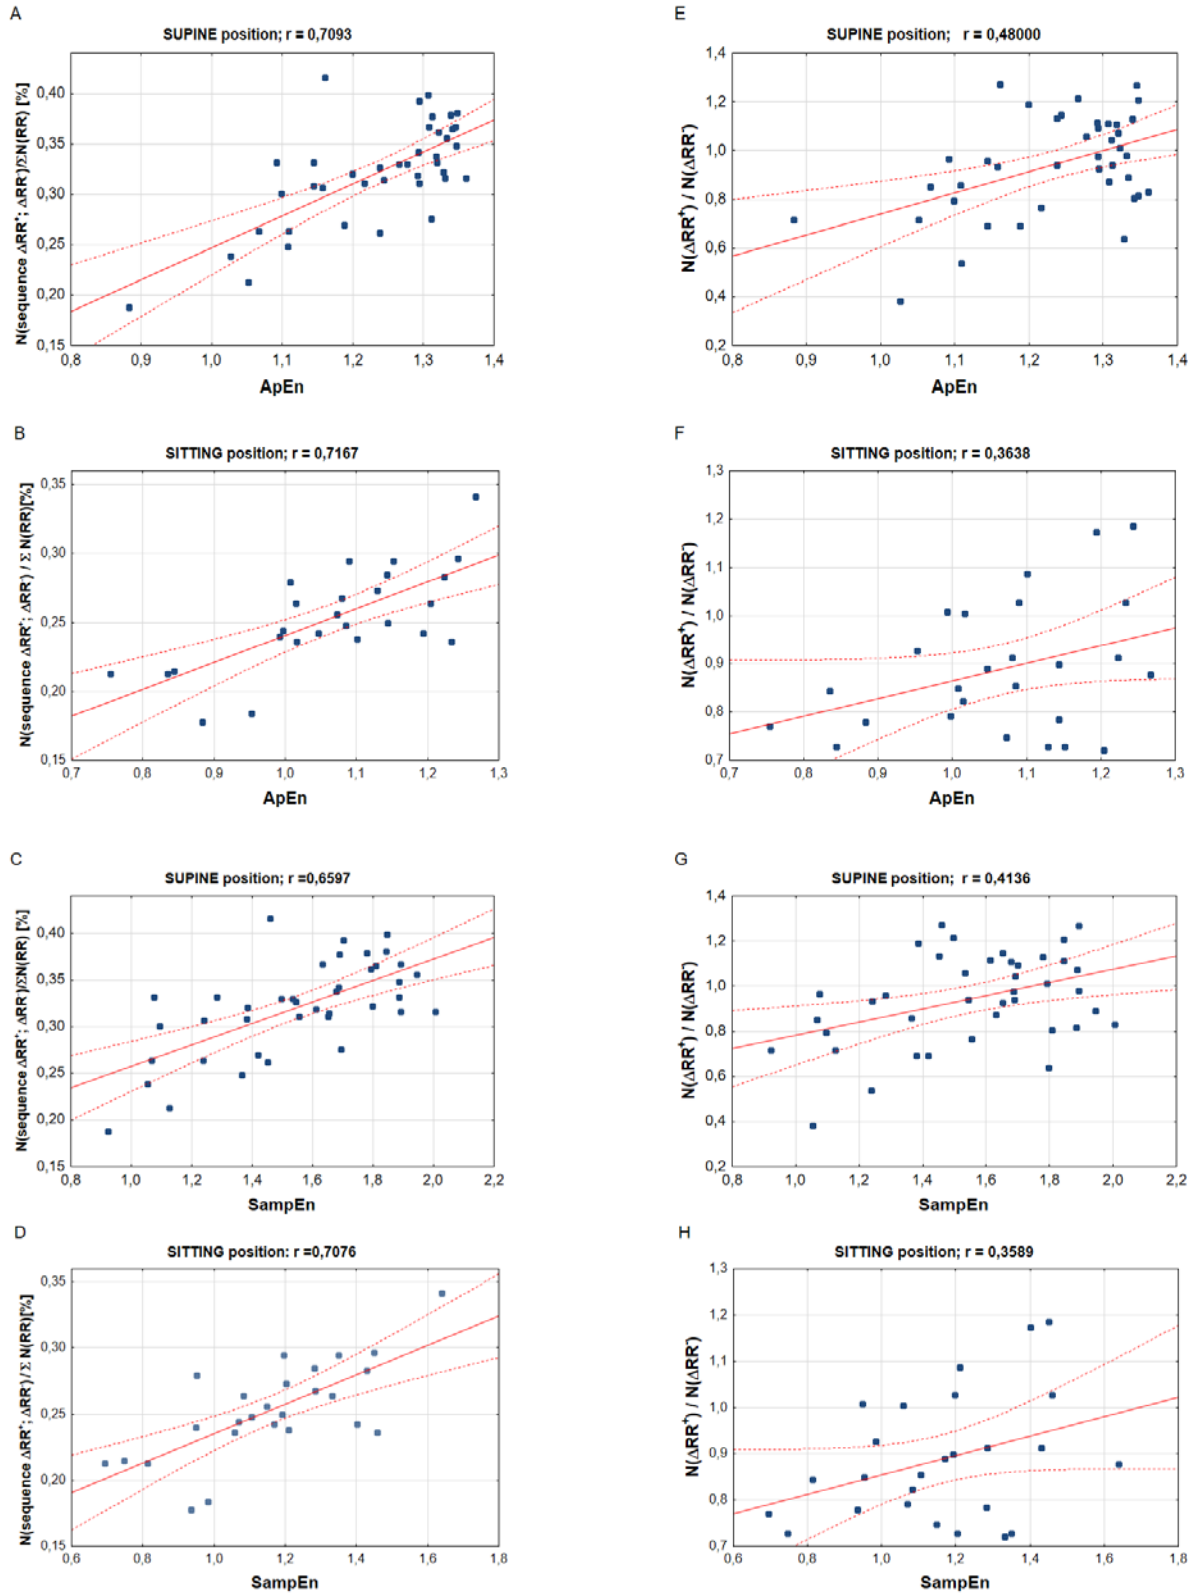 A
SUPINE position; r = 0,7093
N(sequence ΔRR⁺; ΔRR⁻)/ΣN(RR) [%]
0,40
0,35
0,30
0,25
0,20
0,15
0,8 0,9 1,0 1,1 1,2 1,3 1,4
ApEn
E
SUPINE position; r = 0,48000
N(ΔRR⁺) / N(ΔRR⁻)
1,4
1,2
1,0
0,8
0,6
0,4
0,2
0,8 0,9 1,0 1,1 1,2 1,3 1,4
ApEn
B
SITTING position; r = 0,7167
N(sequence ΔRR⁺; ΔRR⁻) / Σ N(RR)[%]
0,35
0,30
0,25
0,20
0,15
0,7 0,8 0,9 1,0 1,1 1,2 1,3
ApEn
F
SITTING position; r = 0,3638
N(ΔRR⁺) / N(ΔRR⁻)
1,3
1,2
1,1
1,0
0,9
0,8
0,7
0,7 0,8 0,9 1,0 1,1 1,2 1,3
ApEn
C
SUPINE position; r =0,6597
N(sequence ΔRR⁺; ΔRR⁻)/ΣN(RR) [%]
0,40
0,35
0,30
0,25
0,20
0,15
0,8 1,0 1,2 1,4 1,6 1,8 2,0 2,2
SampEn
G
SUPINE position; r = 0,4136
N(ΔRR⁺) / N(ΔRR⁻)
1,4
1,2
1,0
0,8
0,6
0,4
0,2
0,8 1,0 1,2 1,4 1,6 1,8 2,0 2,2
SampEn
D
SITTING position: r =0,7076
N(sequence ΔRR⁺; ΔRR⁻) / Σ N(RR)[%]
0,35
0,30
0,25
0,20
0,15
0,6 0,8 1,0 1,2 1,4 1,6 1,8
SampEn
H
SITTING position; r = 0,3589
N(ΔRR⁺) / N(ΔRR⁻)
1,3
1,2
1,1
1,0
0,9
0,8
0,7
0,6 0,8 1,0 1,2 1,4 1,6 1,8
SampEn